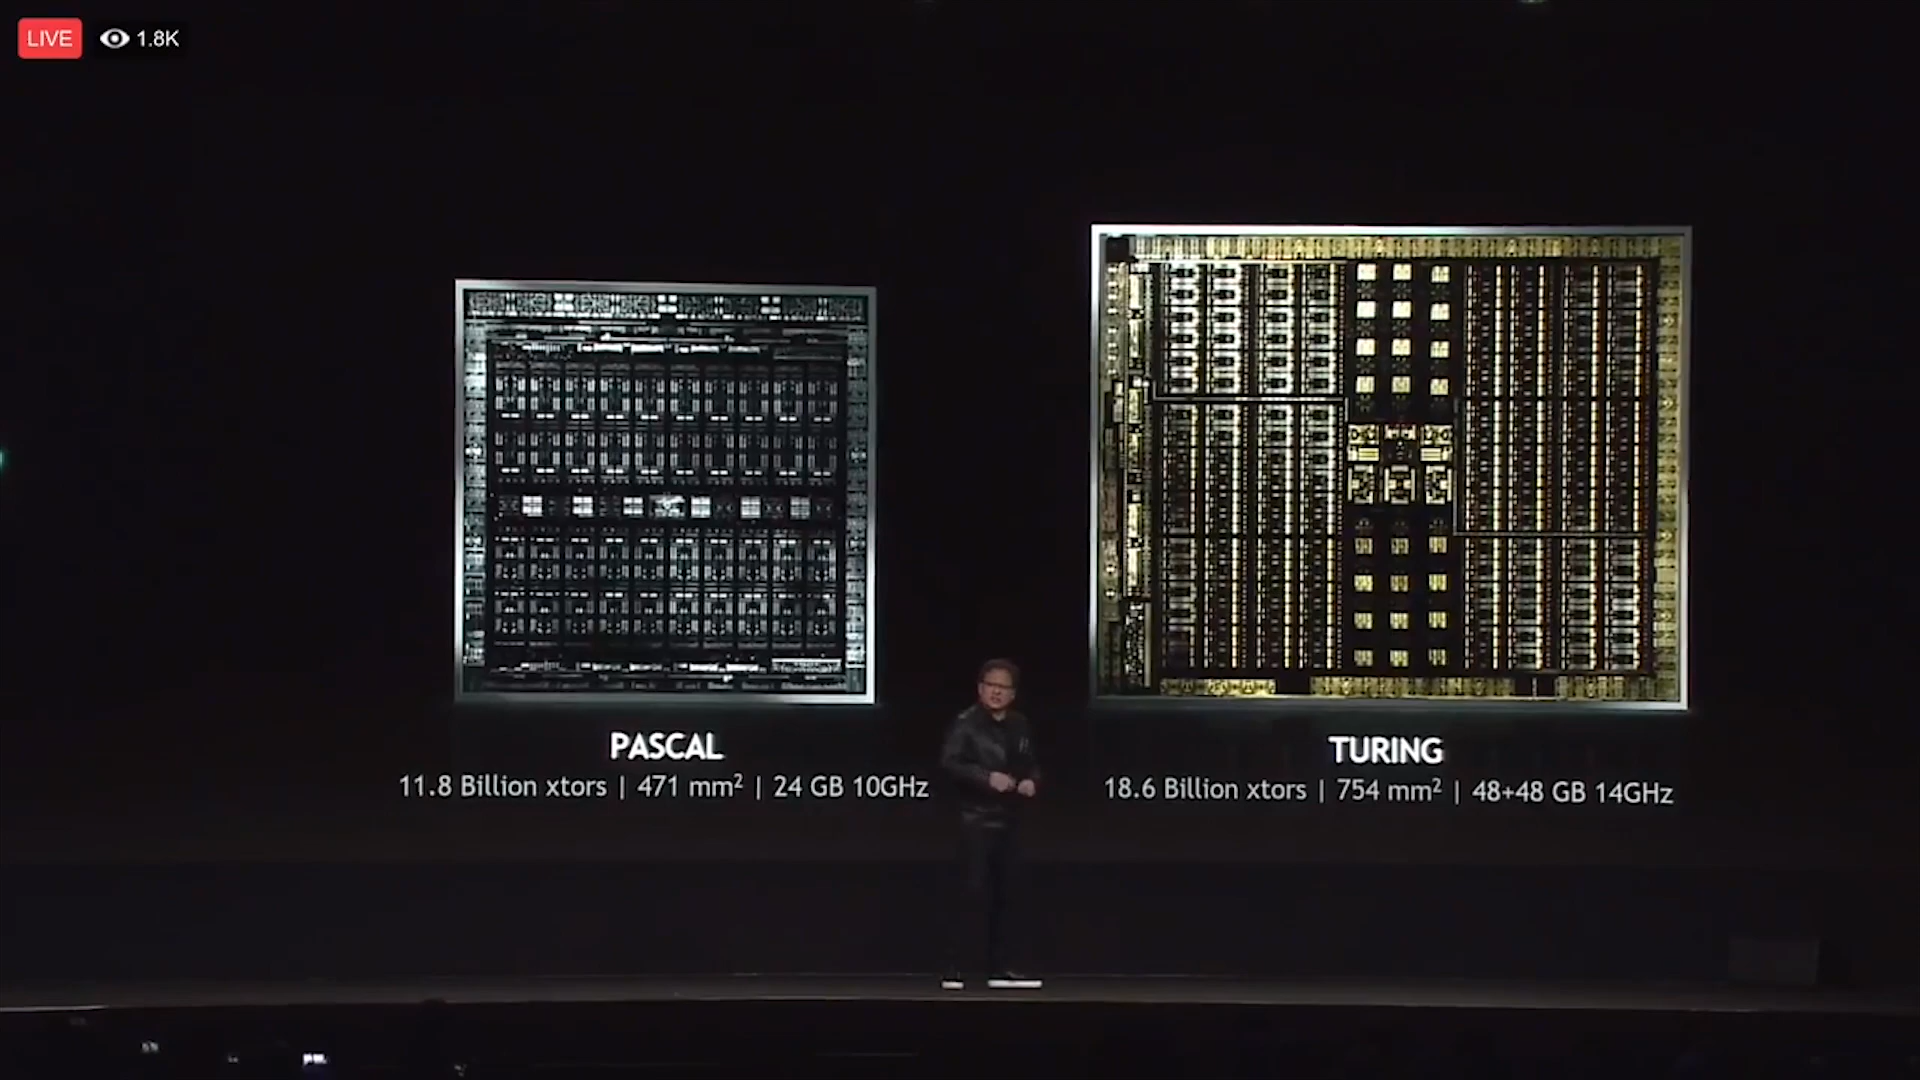 LIVE 1.8K
PASCAL
11.8 Billion xtors | 471 mm² | 24 GB 10GHz
TURING
18.6 Billion xtors | 754 mm² | 48+48 GB 14GHz